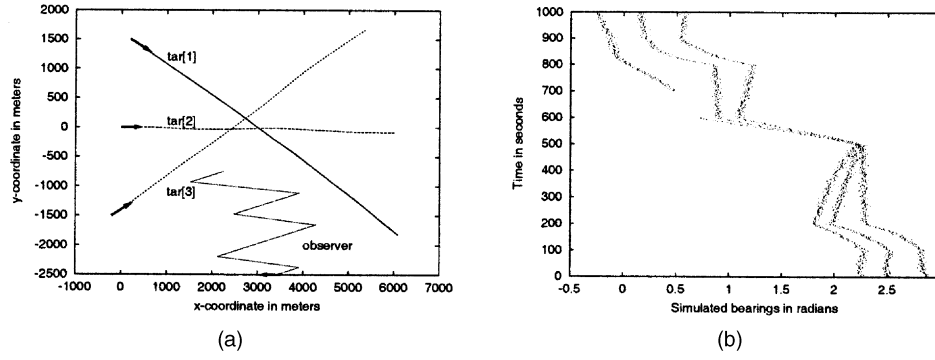 2000
1500
1000
500
0
-500
-1000
-1500
-2000
-2500
y-coordinate in meters
tar[1]
tar[2]
tar[3]
observer
-1000 0 1000 2000 3000 4000 5000 6000 7000
x-coordinate in meters
(a)
1000
900
800
700
600
500
400
300
200
100
0
Time in seconds
-0.5 0 0.5 1 1.5 2 2.5
Simulated bearings in radians
(b)